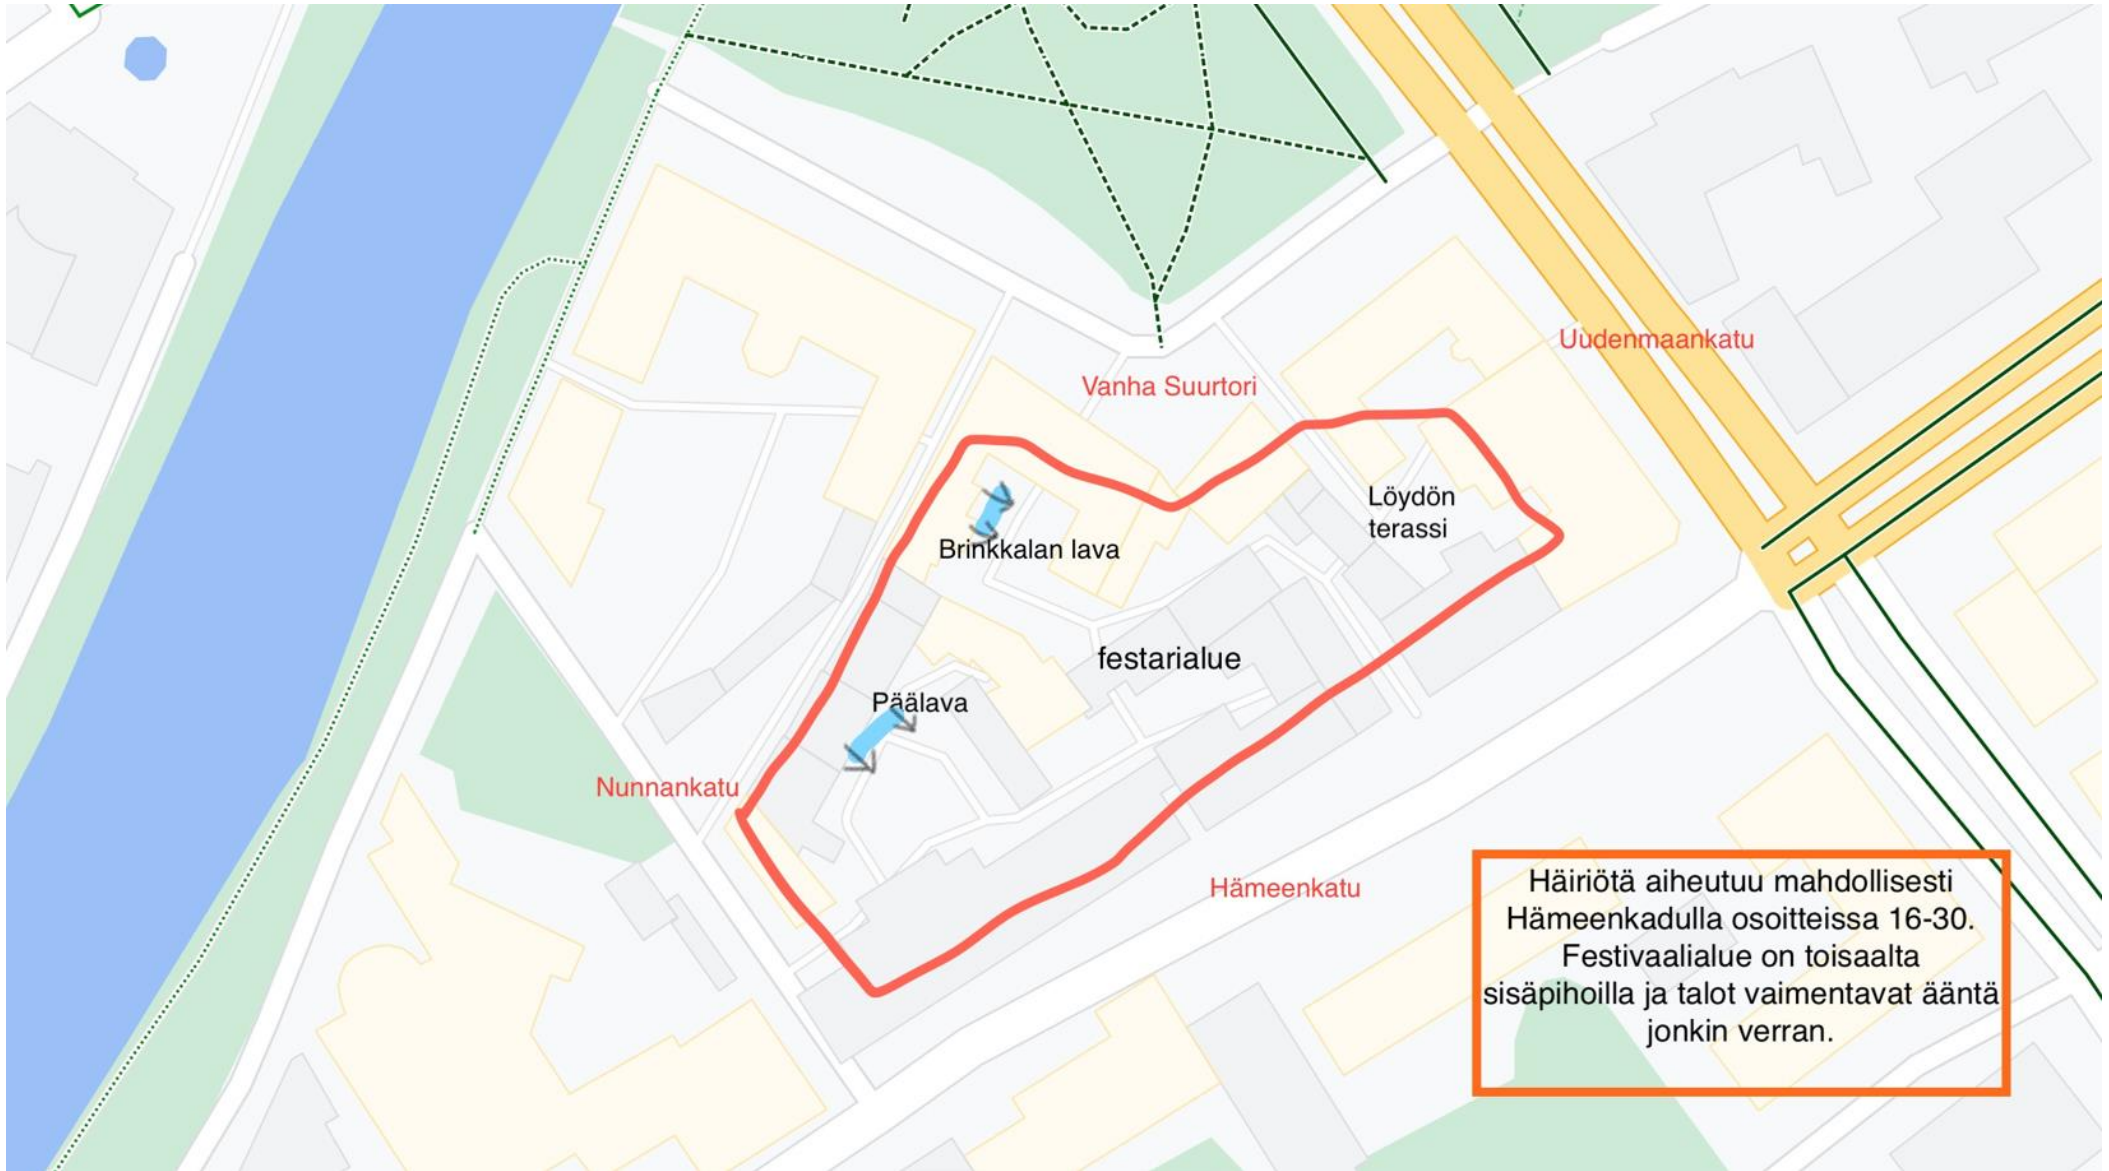 Uudenmaankatu
Vanha Suurtori
Löydön
terassi
Brinkkalan lava
festarialue
Päälava
Nunnankatu
Hämeenkatu
Häiriötä aiheutuu mahdollisesti
Hämeenkadulla osoitteissa 16-30.
Festivaalialue on toisaalta
sisäpihoilla ja talot vaimentavat ääntä
jonkin verran.